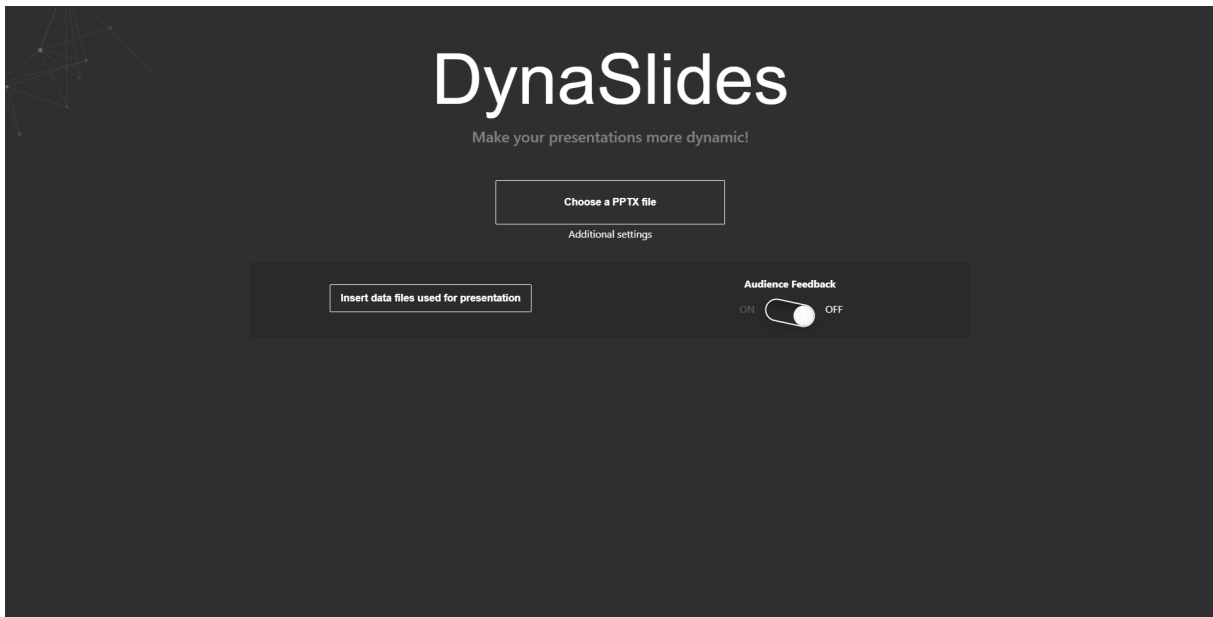 DynaSlides
Make your presentations more dynamic!
Choose a PPTX file
Additional settings
Insert data files used for presentation
Audience Feedback
ON OFF